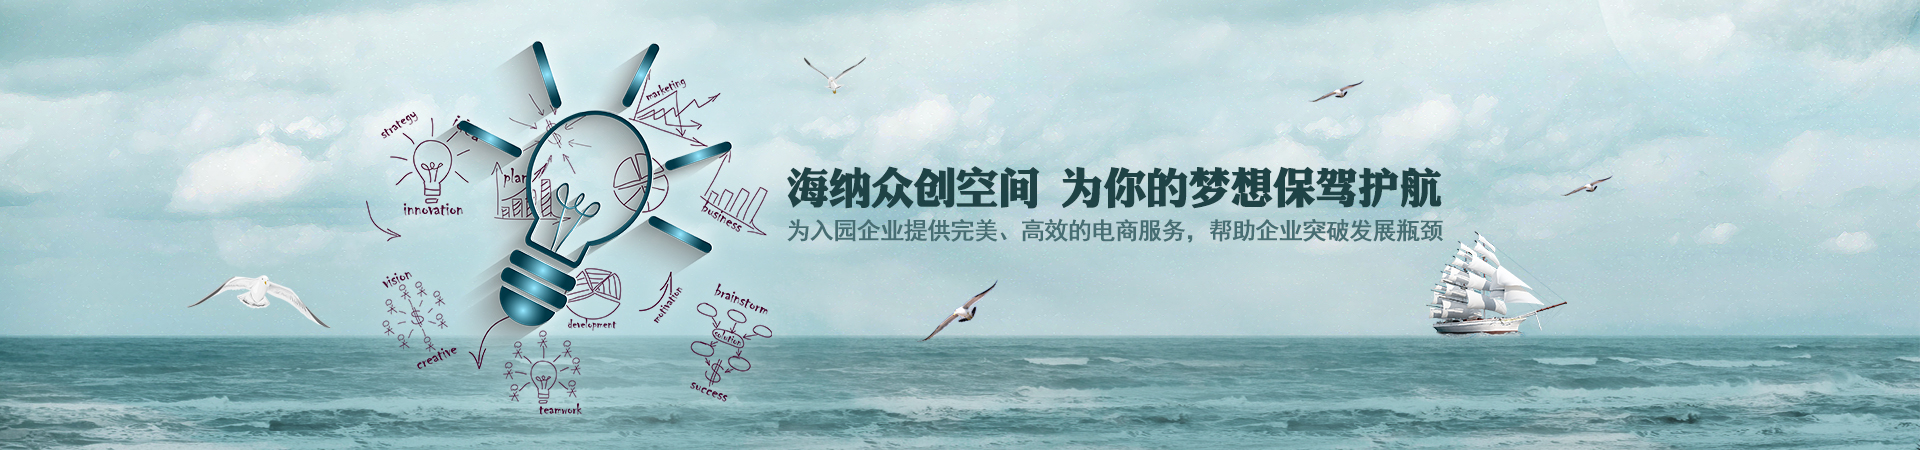 海纳众创空间 为你的梦想保驾护航
为入园企业提供完美、高效的电商服务，帮助企业突破发展瓶颈
strategy
idea
marketing
plan
innovation
business
vision
creative
development
motivation
brainstorm
solution
success
teamwork